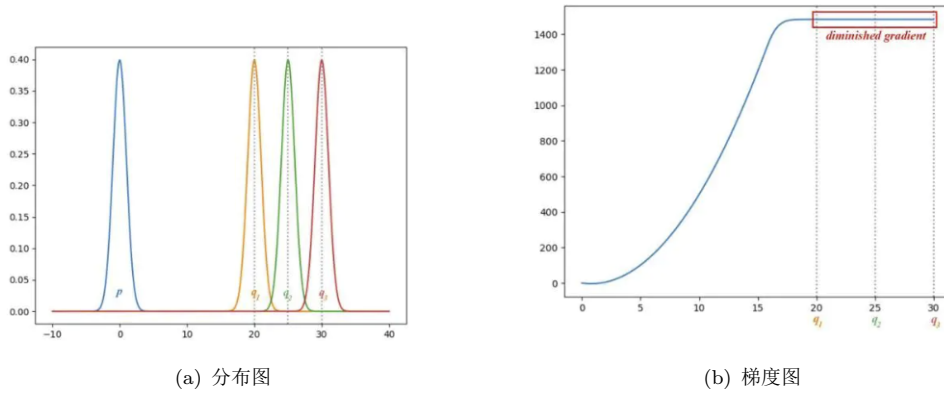 0.40
0.35
0.30
0.25
0.20
0.15
0.10
0.05
0.00
p
q1
q2
q3
−10 0 10 20 30 40
(a) 分布图
1400
1200
1000
800
600
400
200
0
diminished gradient
0 5 10 15 20 25 30
q1 q2 q3
(b) 梯度图